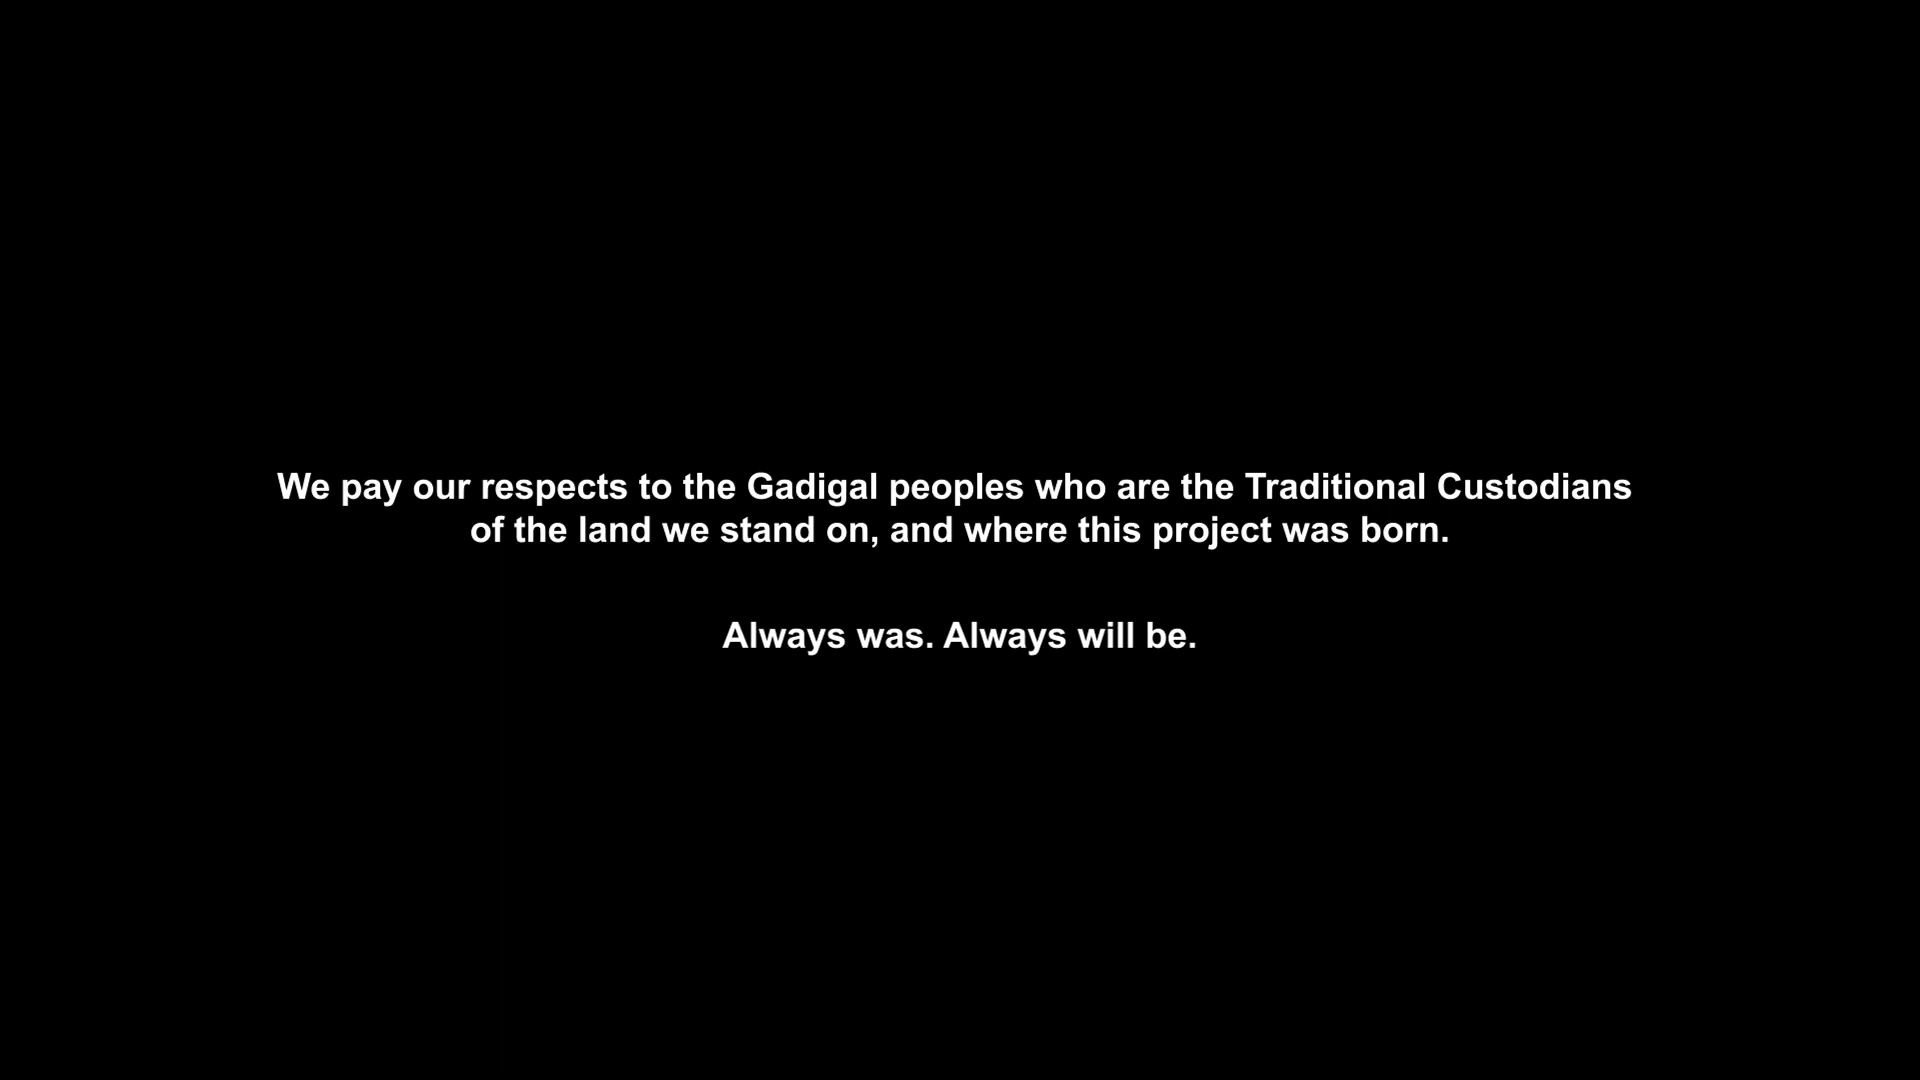 We pay our respects to the Gadigal peoples who are the Traditional Custodians
of the land we stand on, and where this project was born.
Always was. Always will be.